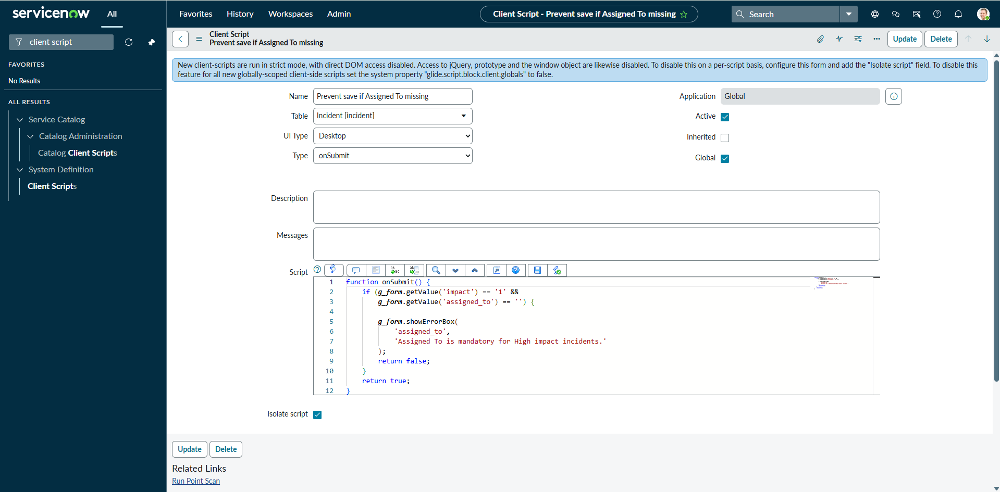 servicenow
All
Favorites
History
Workspaces
Admin
Client Script - Prevent save if Assigned To missing
Search
client script
FAVORITES
No Results
ALL RESULTS
Service Catalog
Catalog Administration
Catalog Client Scripts
System Definition
Client Scripts
Client Script
Prevent save if Assigned To missing
Update
Delete
New client-scripts are run in strict mode, with direct DOM access disabled. Access to jQuery, prototype and the window object are likewise disabled. To disable this on a per-script basis, configure this form and add the "Isolate script" field. To disable this
feature for all new globally-scoped client-side scripts set the system property "glide.script.block.client.globals" to false.
Name
Prevent save if Assigned To missing
Table
Incident [incident]
UI Type
Desktop
Type
onSubmit
Application
Global
Active
Inherited
Global
Description
Messages
Script
1 function onSubmit() {
2 if (g_form.getValue('impact') == '1' &&
3 g_form.getValue('assigned_to') == '') {
4
5 g_form.showErrorBox(
6 'assigned_to',
7 'Assigned To is mandatory for High impact incidents.'
8 );
9 return false;
10 }
11 return true;
12 }
Isolate script
Update
Delete
Related Links
Run Point Scan